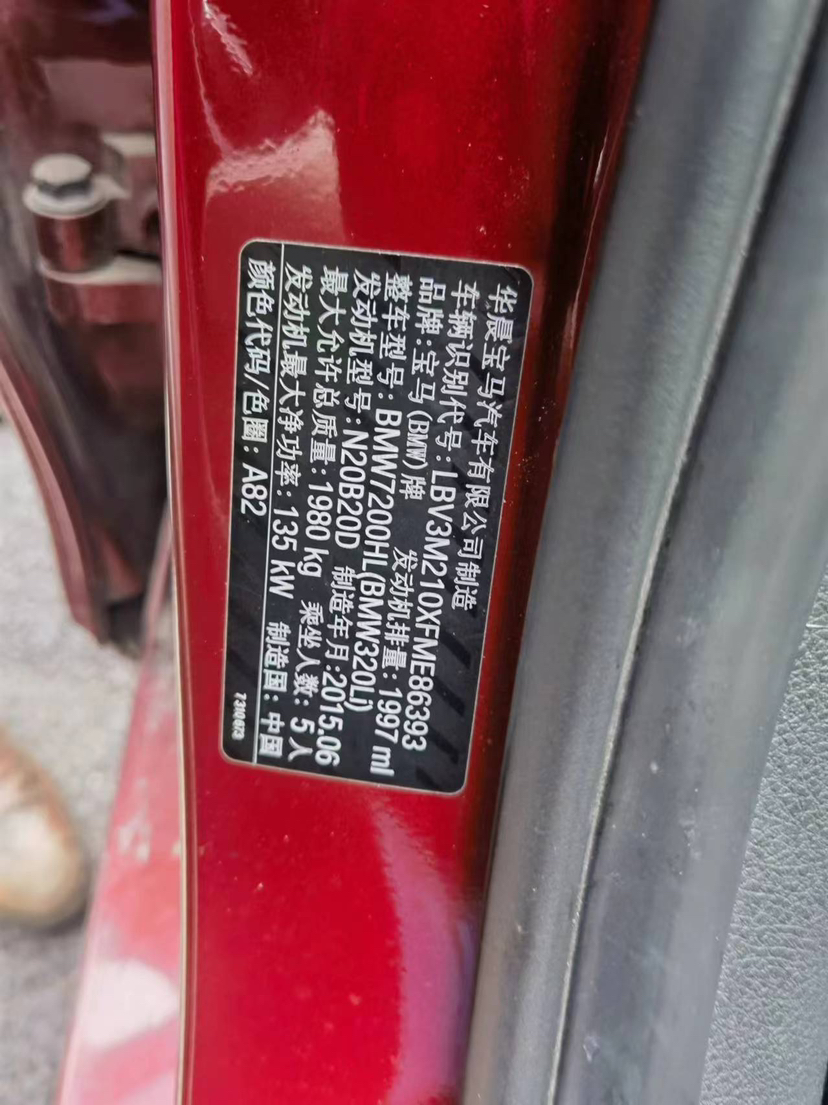 华晨宝马汽车有限公司制造
车辆识别代号: LBV3M210XFME86393
品牌: 宝马(BMW)牌 发动机排量: 1997 ml
整车型号: BMW7200HL(BMW320Li)
发动机型号: N20B20D 制造年月: 2015.06
最大允许总质量: 1980 kg 乘坐人数: 5 人
发动机最大净功率: 135 kW 制造国: 中国
颜色代码/色圈: A82